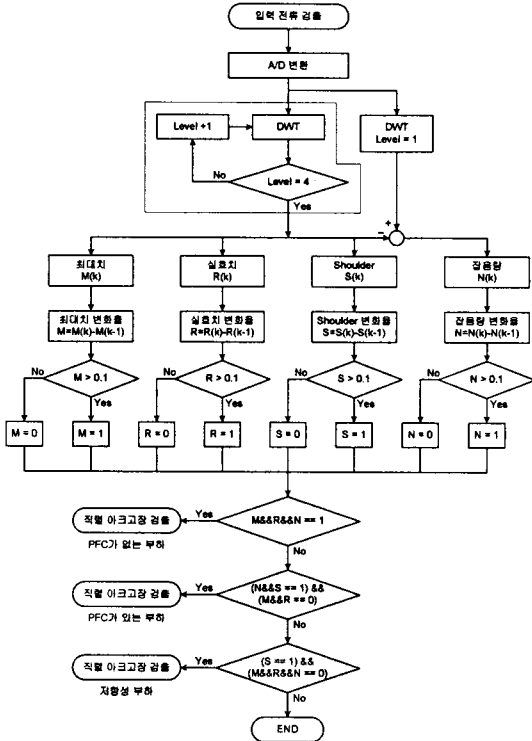 입력 전류 검출
A/D 변환
Level +1
DWT
DWT
Level = 1
No
Level = 4
Yes
+
−
최대치
M(k)
실효치
R(k)
Shoulder
S(k)
잡음량
N(k)
최대치 변화율
M=M(k)-M(k-1)
실효치 변화율
R=R(k)-R(k-1)
Shoulder 변화율
S=S(k)-S(k-1)
잡음량 변화율
N=N(k)-N(k-1)
No
M > 0.1
Yes
No
R > 0.1
Yes
No
S > 0.1
Yes
No
N > 0.1
Yes
M = 0
M = 1
R = 0
R = 1
S = 0
S = 1
N = 0
N = 1
직렬 아크고장 검출
Yes
M&&R&&N == 1
PFC가 없는 부하
No
직렬 아크고장 검출
Yes
(N&&S == 1) &&
(M&&R == 0)
PFC가 있는 부하
No
직렬 아크고장 검출
Yes
(S == 1) &&
(M&&R&&N == 0)
저항성 부하
No
END